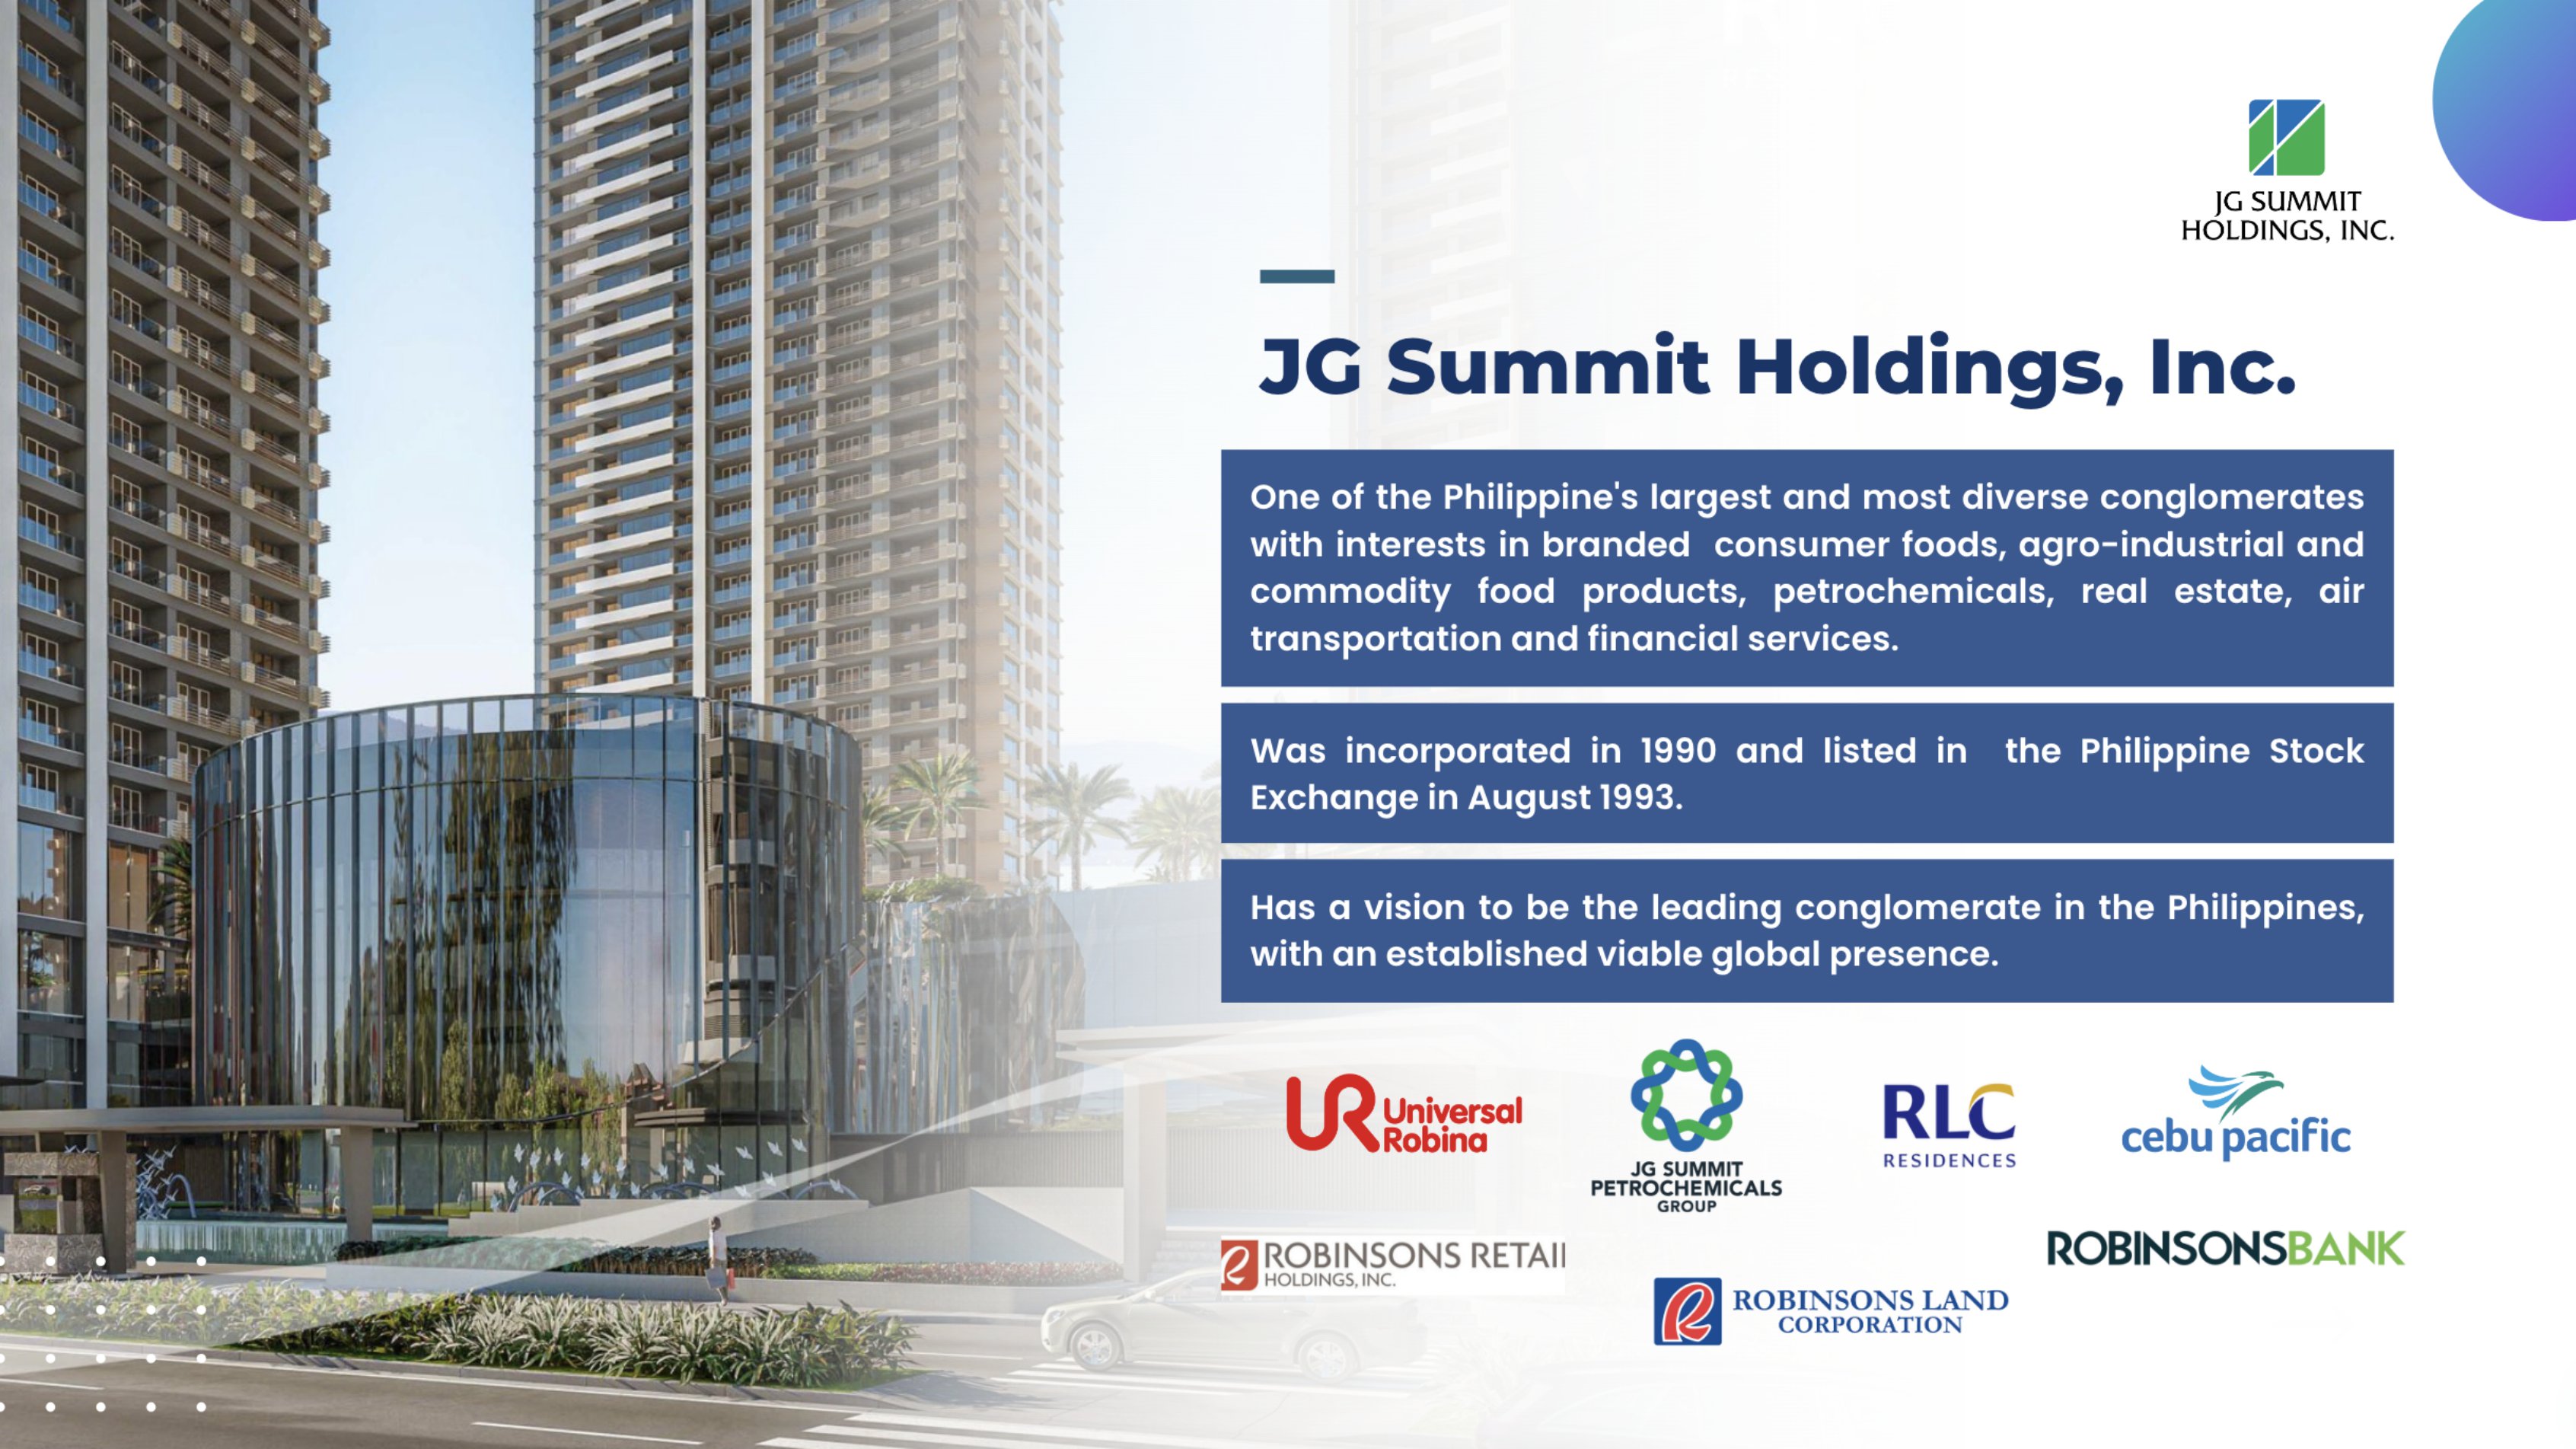 JG SUMMIT
HOLDINGS, INC.
JG Summit Holdings, Inc.
One of the Philippine's largest and most diverse conglomerates
with interests in branded consumer foods, agro-industrial and
commodity food products, petrochemicals, real estate, air
transportation and financial services.
Was incorporated in 1990 and listed in the Philippine Stock
Exchange in August 1993.
Has a vision to be the leading conglomerate in the Philippines,
with an established viable global presence.
UR Universal
Robina
JG SUMMIT
PETROCHEMICALS
GROUP
RLC
RESIDENCES
cebu pacific
ROBINSONS RETAIl
HOLDINGS, INC.
ROBINSONS LAND
CORPORATION
ROBINSONSBANK